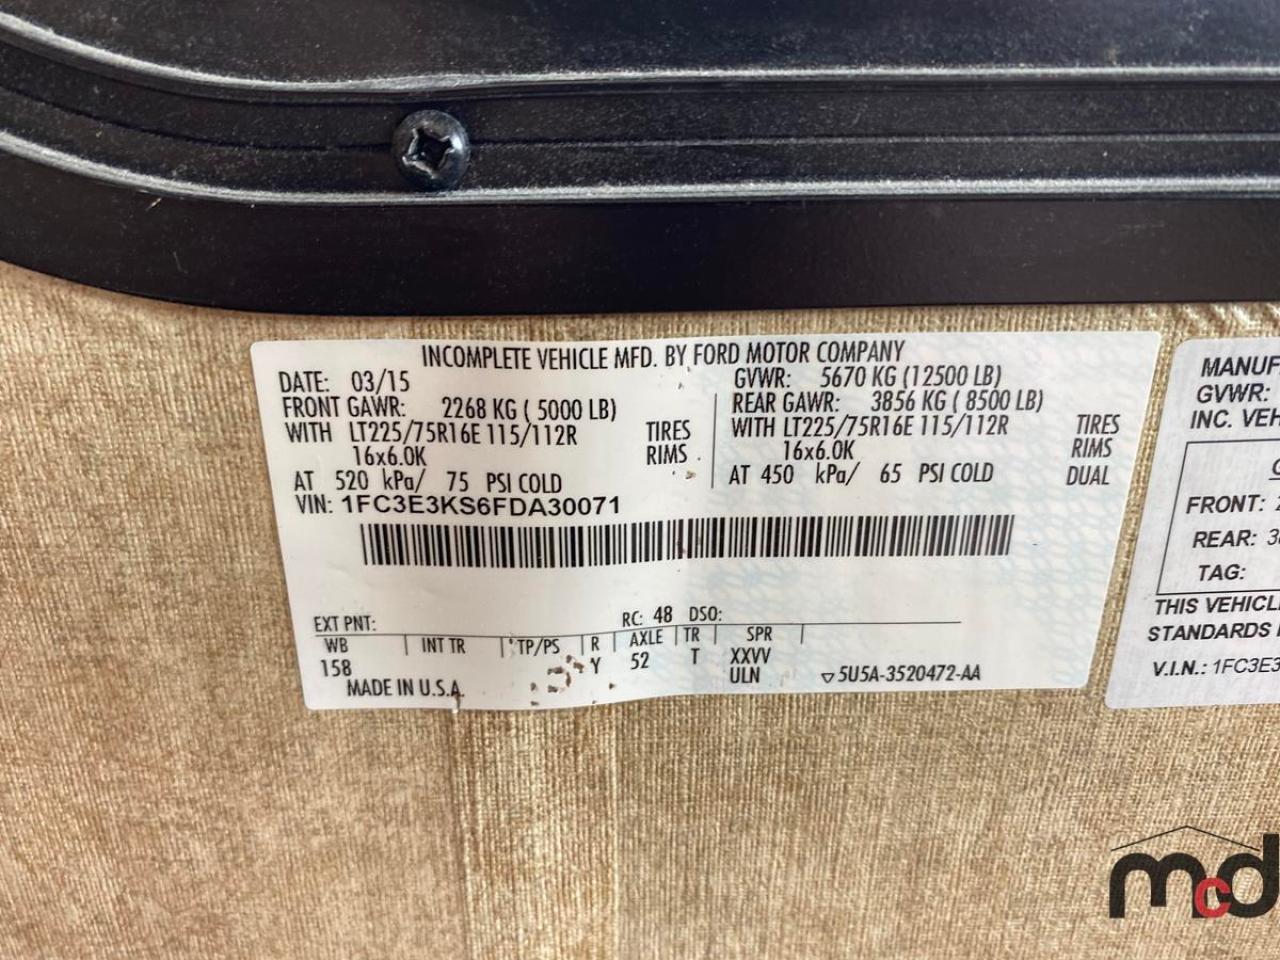 INCOMPLETE VEHICLE MFD. BY FORD MOTOR COMPANY
DATE: 03/15 GVWR: 5670 KG (12500 LB)
FRONT GAWR: 2268 KG ( 5000 LB) REAR GAWR: 3856 KG ( 8500 LB)
WITH LT225/75R16E 115/112R TIRES WITH LT225/75R16E 115/112R TIRES
16x6.0K RIMS 16x6.0K RIMS
AT 520 kPa/ 75 PSI COLD AT 450 kPa/ 65 PSI COLD DUAL
VIN: 1FC3E3KS6FDA30071
EXT PNT: RC: 48 DSO:
WB INT TR TP/PS R AXLE TR SPR
158 Y 52 T XXVV
ULN
MADE IN U.S.A. ▽5U5A-3520472-AA
MANUF
GVWR:
INC. VEH
FRONT:
REAR: 3
TAG:
THIS VEHICL
STANDARDS
V.I.N.: 1FC3E3
mcd